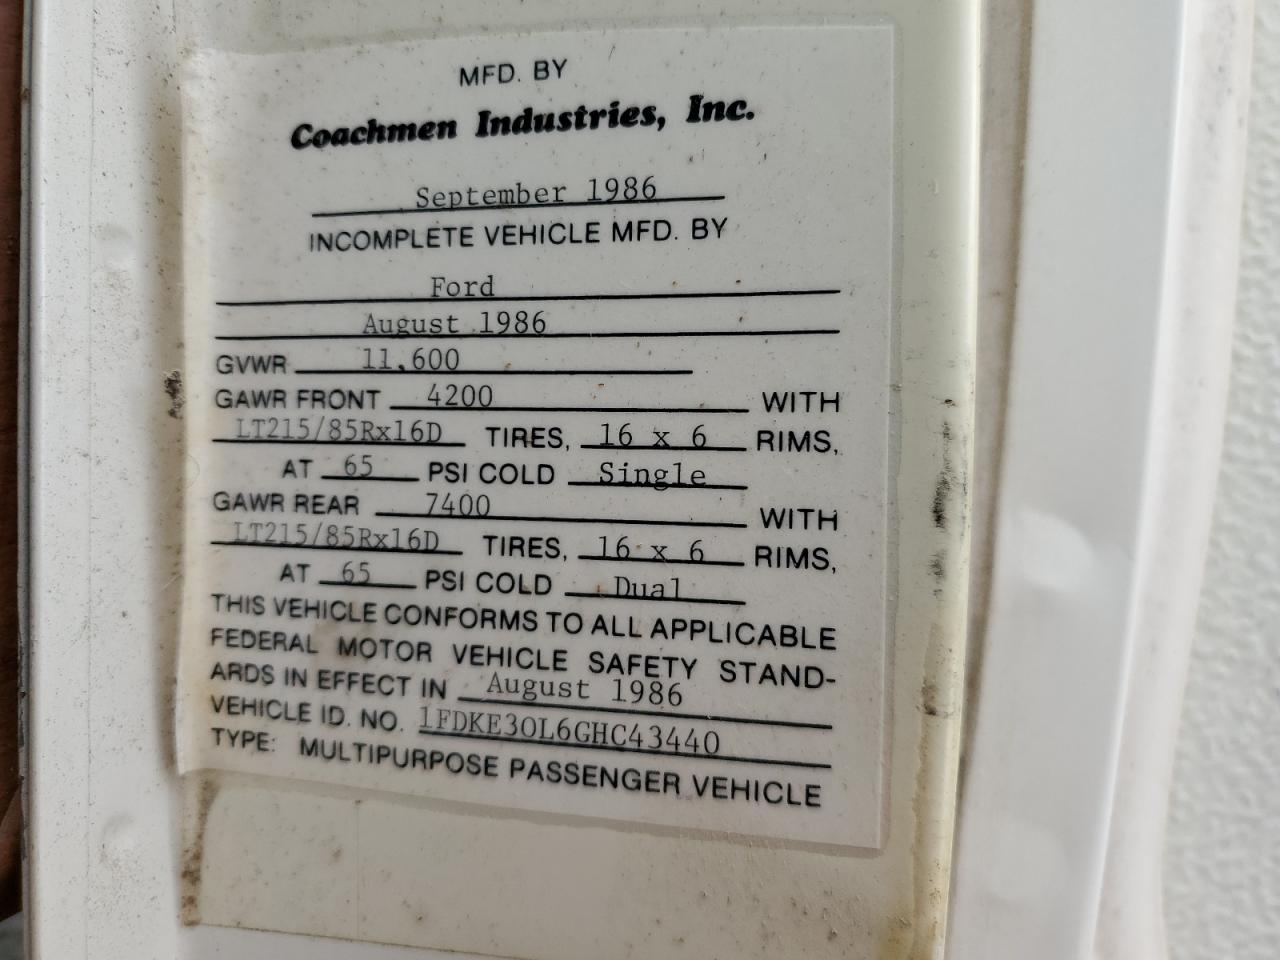 MFD. BY
Coachmen Industries, Inc.
September 1986
INCOMPLETE VEHICLE MFD. BY
Ford
August 1986
GVWR 11,600
GAWR FRONT 4200 WITH
LT215/85Rx16D TIRES, 16 x 6 RIMS,
AT 65 PSI COLD Single
GAWR REAR 7400 WITH
LT215/85Rx16D TIRES, 16 x 6 RIMS,
AT 65 PSI COLD Dual
THIS VEHICLE CONFORMS TO ALL APPLICABLE
FEDERAL MOTOR VEHICLE SAFETY STAND-
ARDS IN EFFECT IN August 1986
VEHICLE ID. NO. 1FDKE30L6GHC43440
TYPE: MULTIPURPOSE PASSENGER VEHICLE